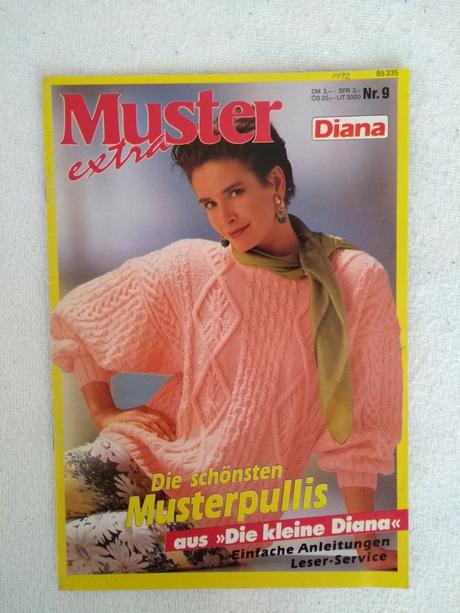 1992
85 335
DM 3,- SFR 3,-
ÖS 25,- LIT 3000 Nr. 9
Muster
extra
Diana
Die schönsten
Musterpullis
aus »Die kleine Diana«
Einfache Anleitungen
Leser-Service